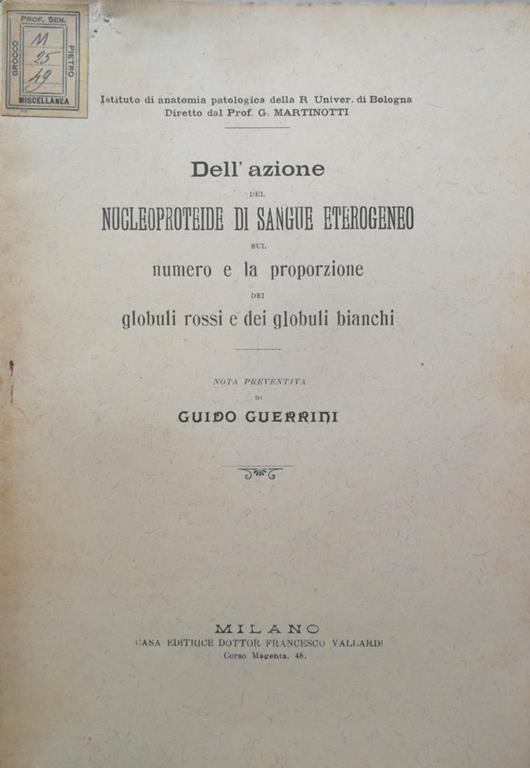 PROF. SEN.
GROCCO
PIETRO
M
95
49
MISCELLANEA
Istituto di anatomia patologica della R Univer. di Bologna
Diretto dal Prof. G. MARTINOTTI
Dell' azione
DEL
NUCLEOPROTEIDE DI SANGUE ETEROGENEO
SUL
numero e la proporzione
DEI
globuli rossi e dei globuli bianchi
NOTA PREVENTIVA
DI
GUIDO GUERRINI
MILANO
CASA EDITRICE DOTTOR FRANCESCO VALLARDI
Corso Magenta. 48.